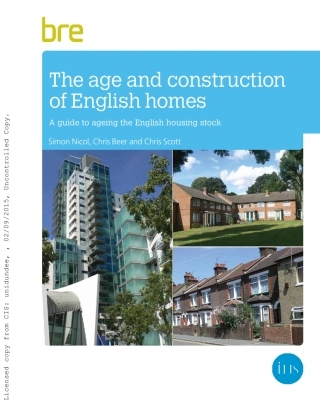 bre
The age and construction
of English homes
A guide to ageing the English housing stock
Simon Nicol, Chris Beer and Chris Scott
ihs
Licensed copy from CIS: unidundee, , 02/09/2015, Uncontrolled Copy.